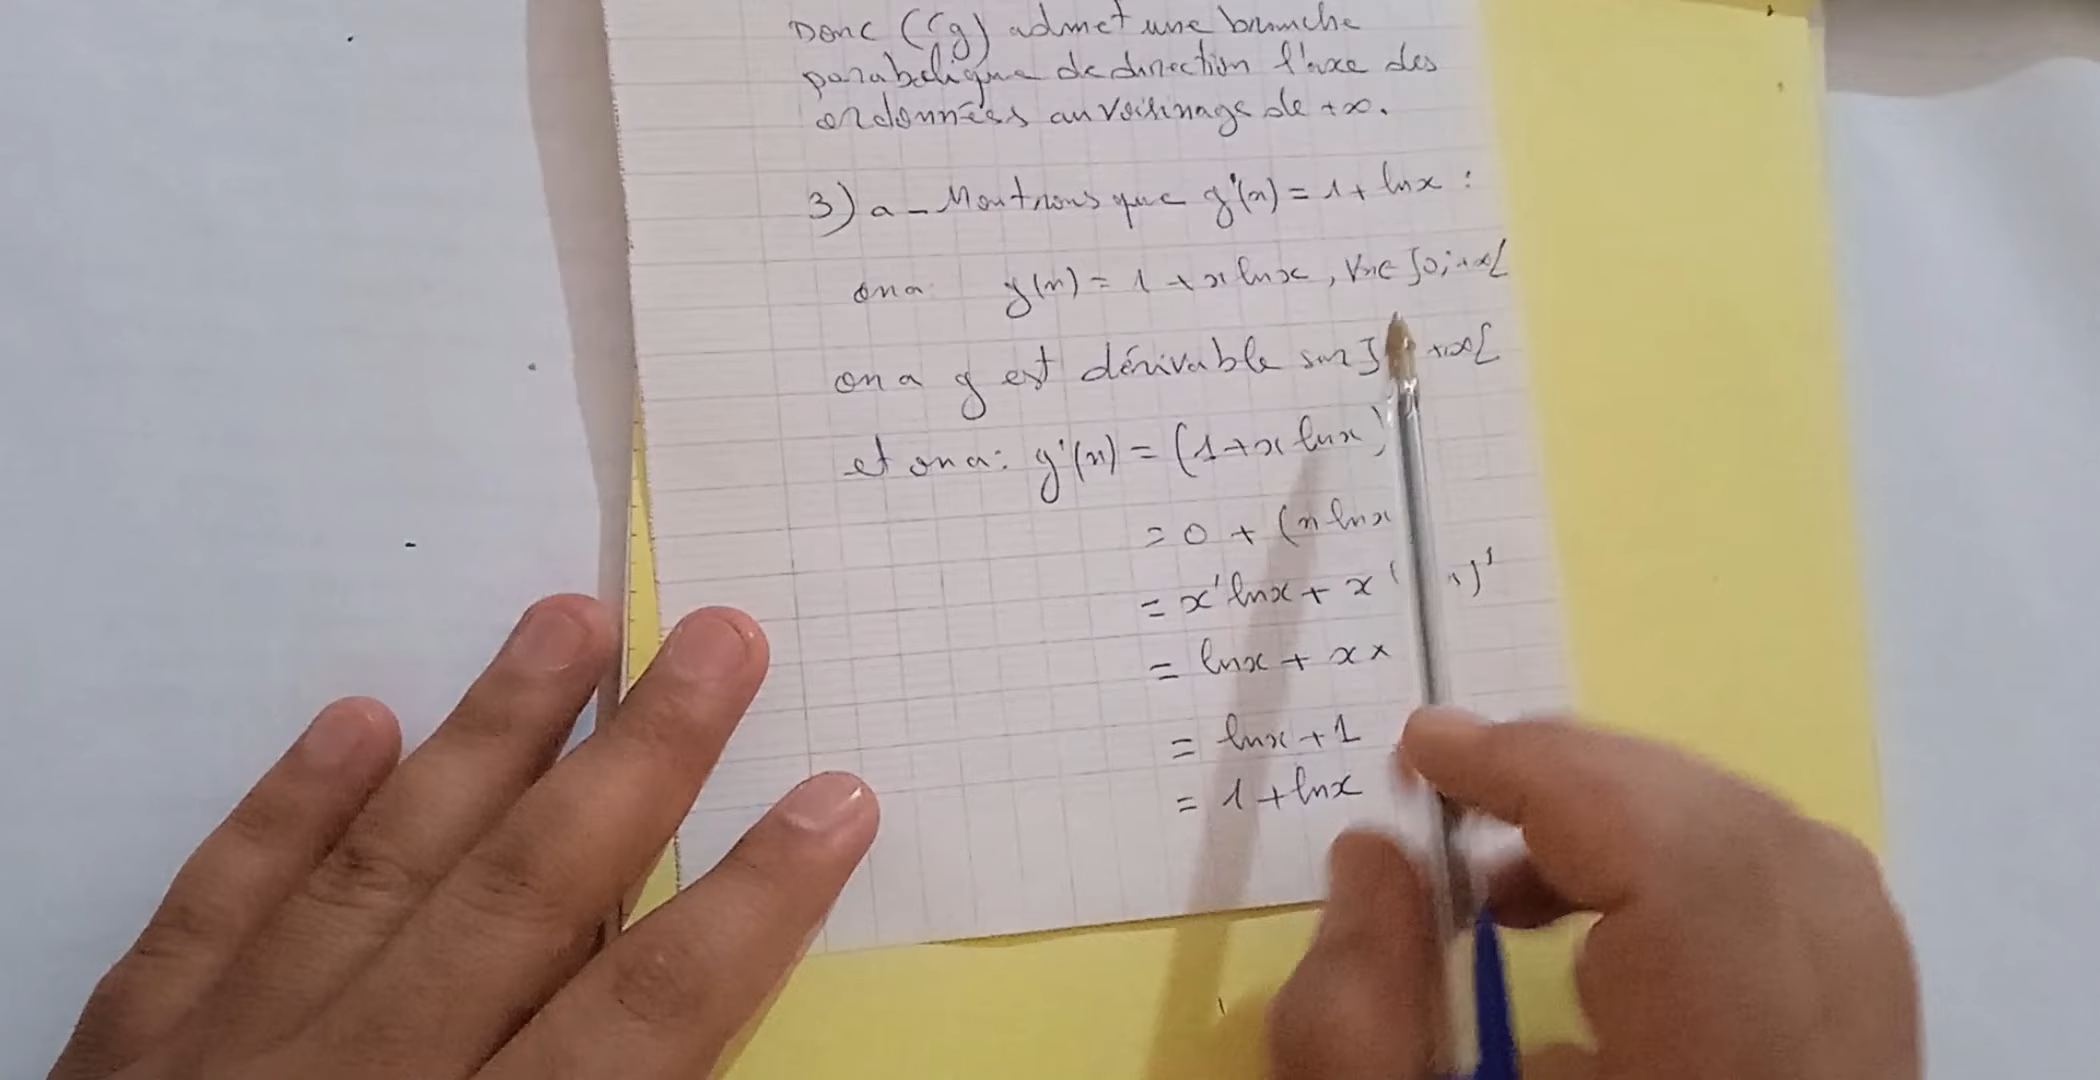 Donc (Cg) admet une branche
parabolique de direction l'axe des
ordonnées au voisinage de +∞.
3) a - Montrons que g'(x) = 1 + lnx :
on a g(x) = 1 + x lnx, ∀x∈ ]0;+∞[
on a g est dérivable sur ] +∞[
et on a: g'(x) = (1+x lnx)
= 0 + (x lnx
= x'lnx + x ( )'
= lnx + x ×
= lnx + 1
= 1 + lnx